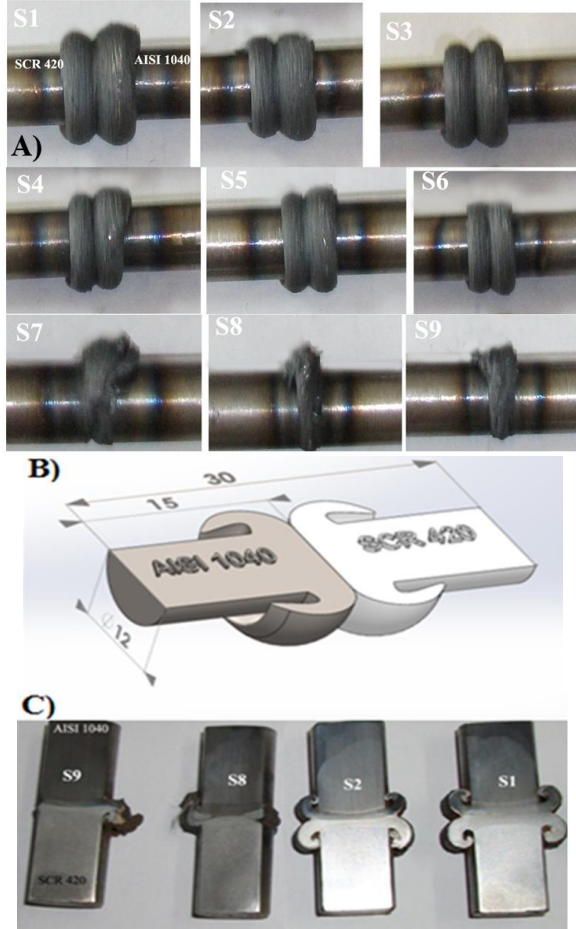 S1
S2
S3
SCR 420
AISI 1040
A)
S4
S5
S6
S7
S8
S9
B)
30
15
AISI 1040
SCR 420
∅12
C)
AISI 1040
S9
S8
S2
S1
SCR 420